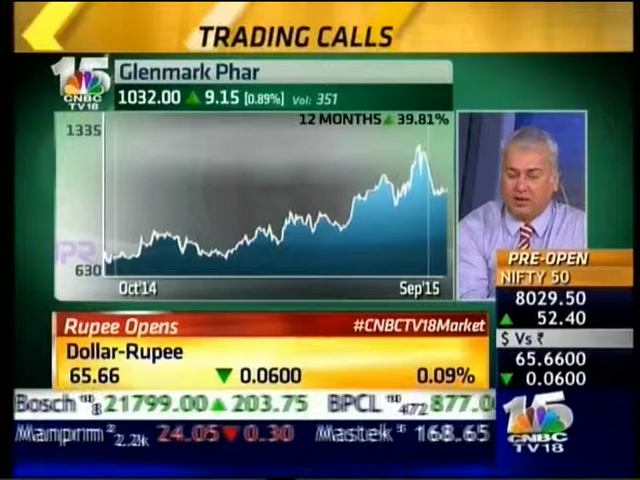 TRADING CALLS
15
CNBC
TV18
Glenmark Phar
1032.00 ▲ 9.15 [0.89%] Vol: 351
12 MONTHS ▲ 39.81%
1335
630
Oct'14 Sep'15
PRE-OPEN
NIFTY 50
8029.50
▲ 52.40
$ Vs ₹
65.6600
▼ 0.0600
Rupee Opens #CNBCTV18Market
Dollar-Rupee
65.66 ▼ 0.0600 0.09%
Bosch 21799.00 ▲ 203.75 BPCL 877.0
24.05 ▼ 0.30 Mastek 168.65
15
CNBC
TV18